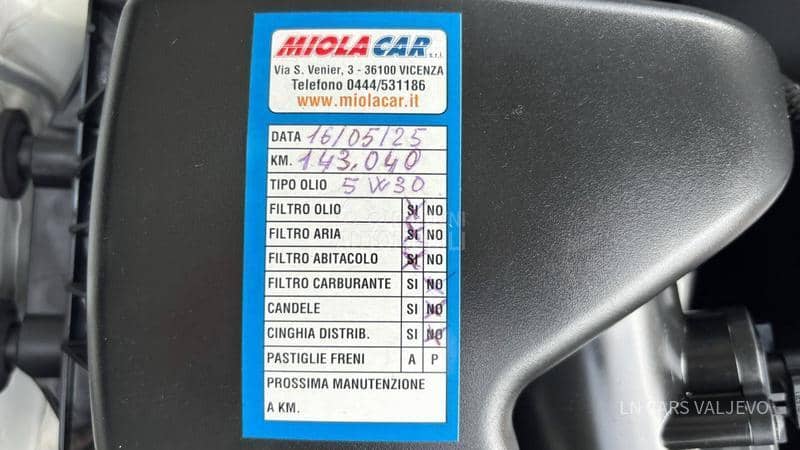 MIOLA CAR s.r.l.
Via S. Venier, 3 - 36100 VICENZA
Telefono 0444/531186
www.miolacar.it
DATA 16/05/25
KM. 143.040
TIPO OLIO 5W30
FILTRO OLIO SI NO
FILTRO ARIA SI NO
FILTRO ABITACOLO SI NO
FILTRO CARBURANTE SI NO
CANDELE SI NO
CINGHIA DISTRIB. SI NO
PASTIGLIE FRENI A P
PROSSIMA MANUTENZIONE
A KM.
LN CARS VALJEVO